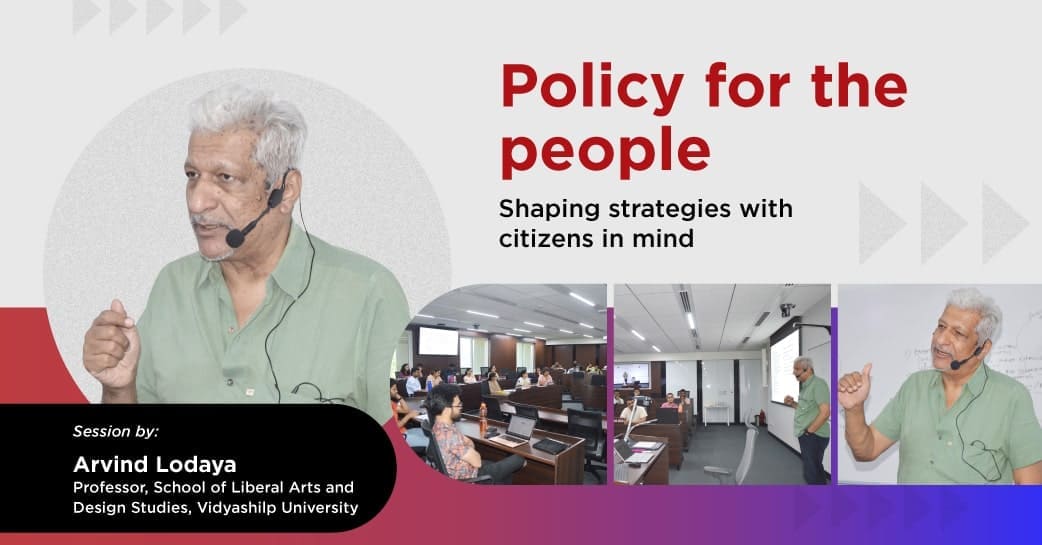 Policy for the
people
Shaping strategies with
citizens in mind
Session by:
Arvind Lodaya
Professor, School of Liberal Arts and
Design Studies, Vidyashilp University